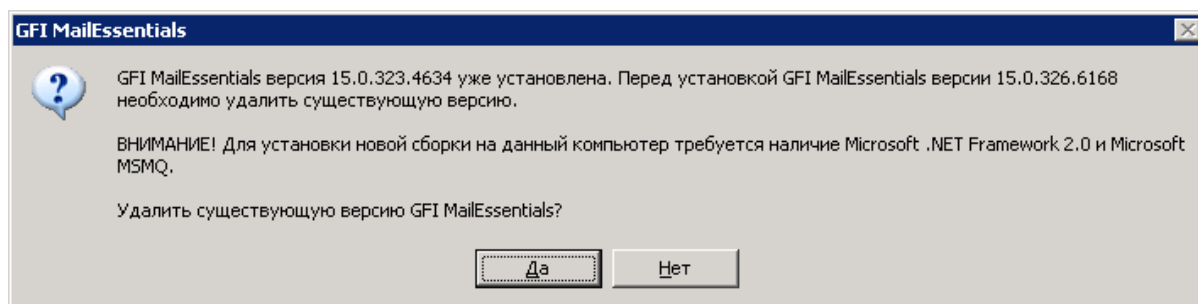 GFI MailEssentials
GFI MailEssentials версия 15.0.323.4634 уже установлена. Перед установкой GFI MailEssentials версии 15.0.326.6168
необходимо удалить существующую версию.
ВНИМАНИЕ! Для установки новой сборки на данный компьютер требуется наличие Microsoft .NET Framework 2.0 и Microsoft
MSMQ.
Удалить существующую версию GFI MailEssentials?
Да
Нет